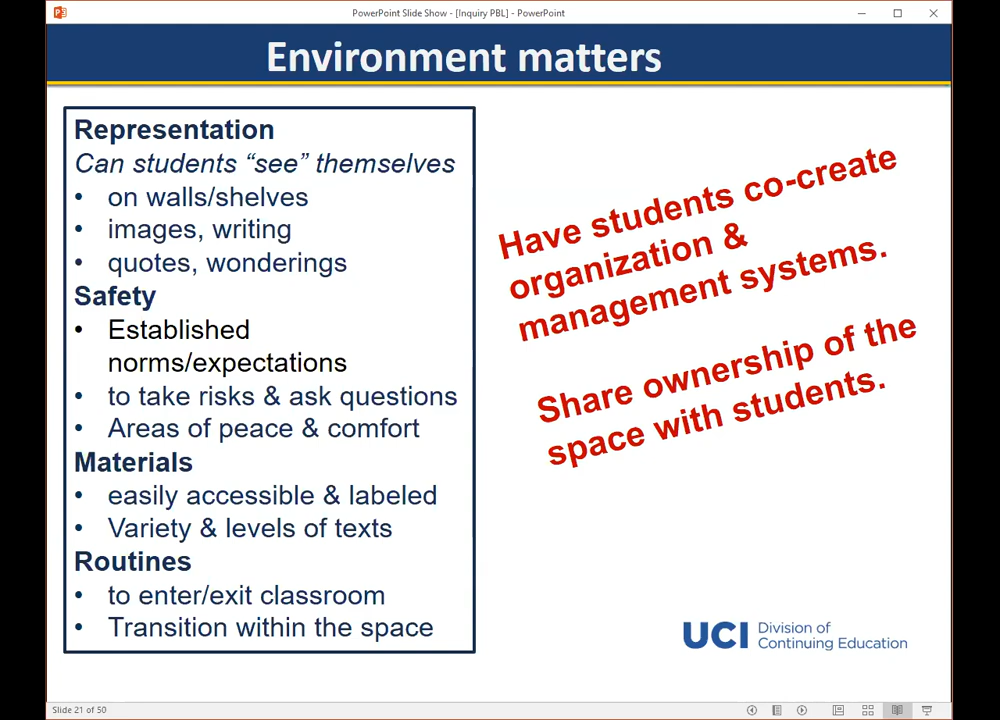 PowerPoint Slide Show - [Inquiry PBL] - PowerPoint
Environment matters
Representation
Can students “see” themselves
• on walls/shelves
• images, writing
• quotes, wonderings
Safety
• Established
norms/expectations
• to take risks & ask questions
• Areas of peace & comfort
Materials
• easily accessible & labeled
• Variety & levels of texts
Routines
• to enter/exit classroom
• Transition within the space
Have students co-create
organization &
management systems.
Share ownership of the
space with students.
UCI Division of
Continuing Education
Slide 21 of 50